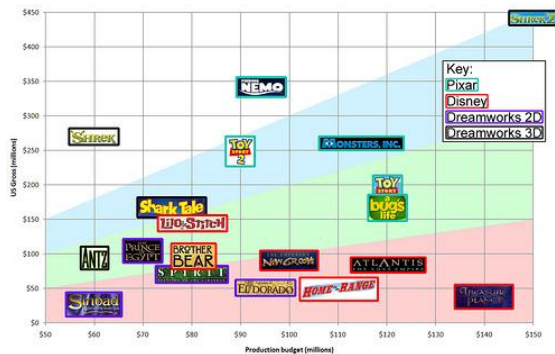 $450
$400
$350
$300
$250
$200
$150
$100
$50
$0
US Gross (millions)
$50
$60
$70
$80
$90
$100
$110
$120
$130
$140
$150
Production budget (millions)
SHREK 2
Key:
Pixar
Disney
Dreamworks 2D
Dreamworks 3D
NEMO
SHREK
TOY
STORY
2
MONSTERS, INC.
TOY
STORY
a
bug's
life
Shark Tale
Lilo & Stitch
ANTZ
THE
PRINCE
OF
EGYPT
BROTHER
BEAR
SPIRIT
NEW GROOVE
ATLANTIS
THE LOST EMPIRE
Sinbad
EL DORADO
HOME ON THE RANGE
TREASURE
PLANET